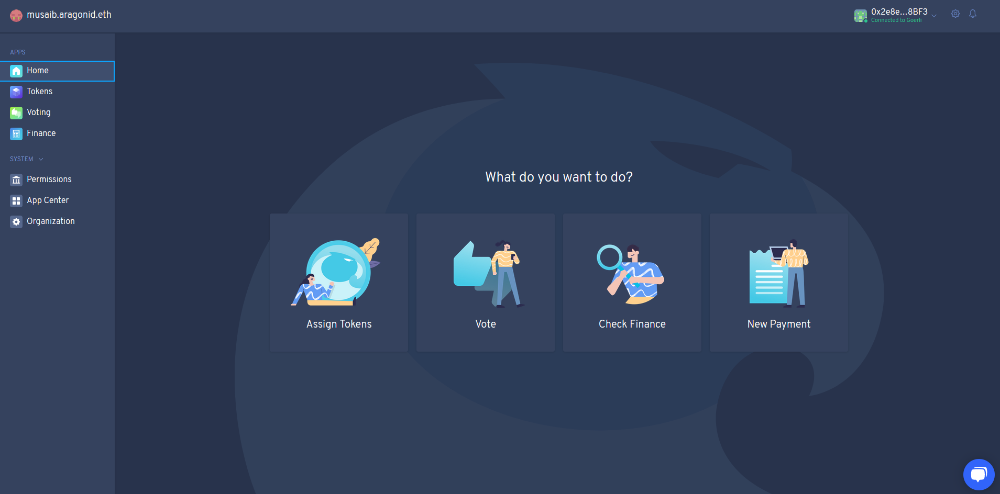 musaib.aragonid.eth
0x2e8e...8BF3
Connected to Goerli
APPS
Home
Tokens
Voting
Finance
SYSTEM
Permissions
App Center
Organization
What do you want to do?
Assign Tokens
Vote
Check Finance
New Payment